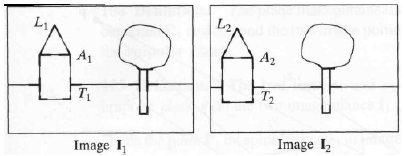 L₁ L₂
A₁ A₂
T₁ T₂
Image I₁ Image I₂